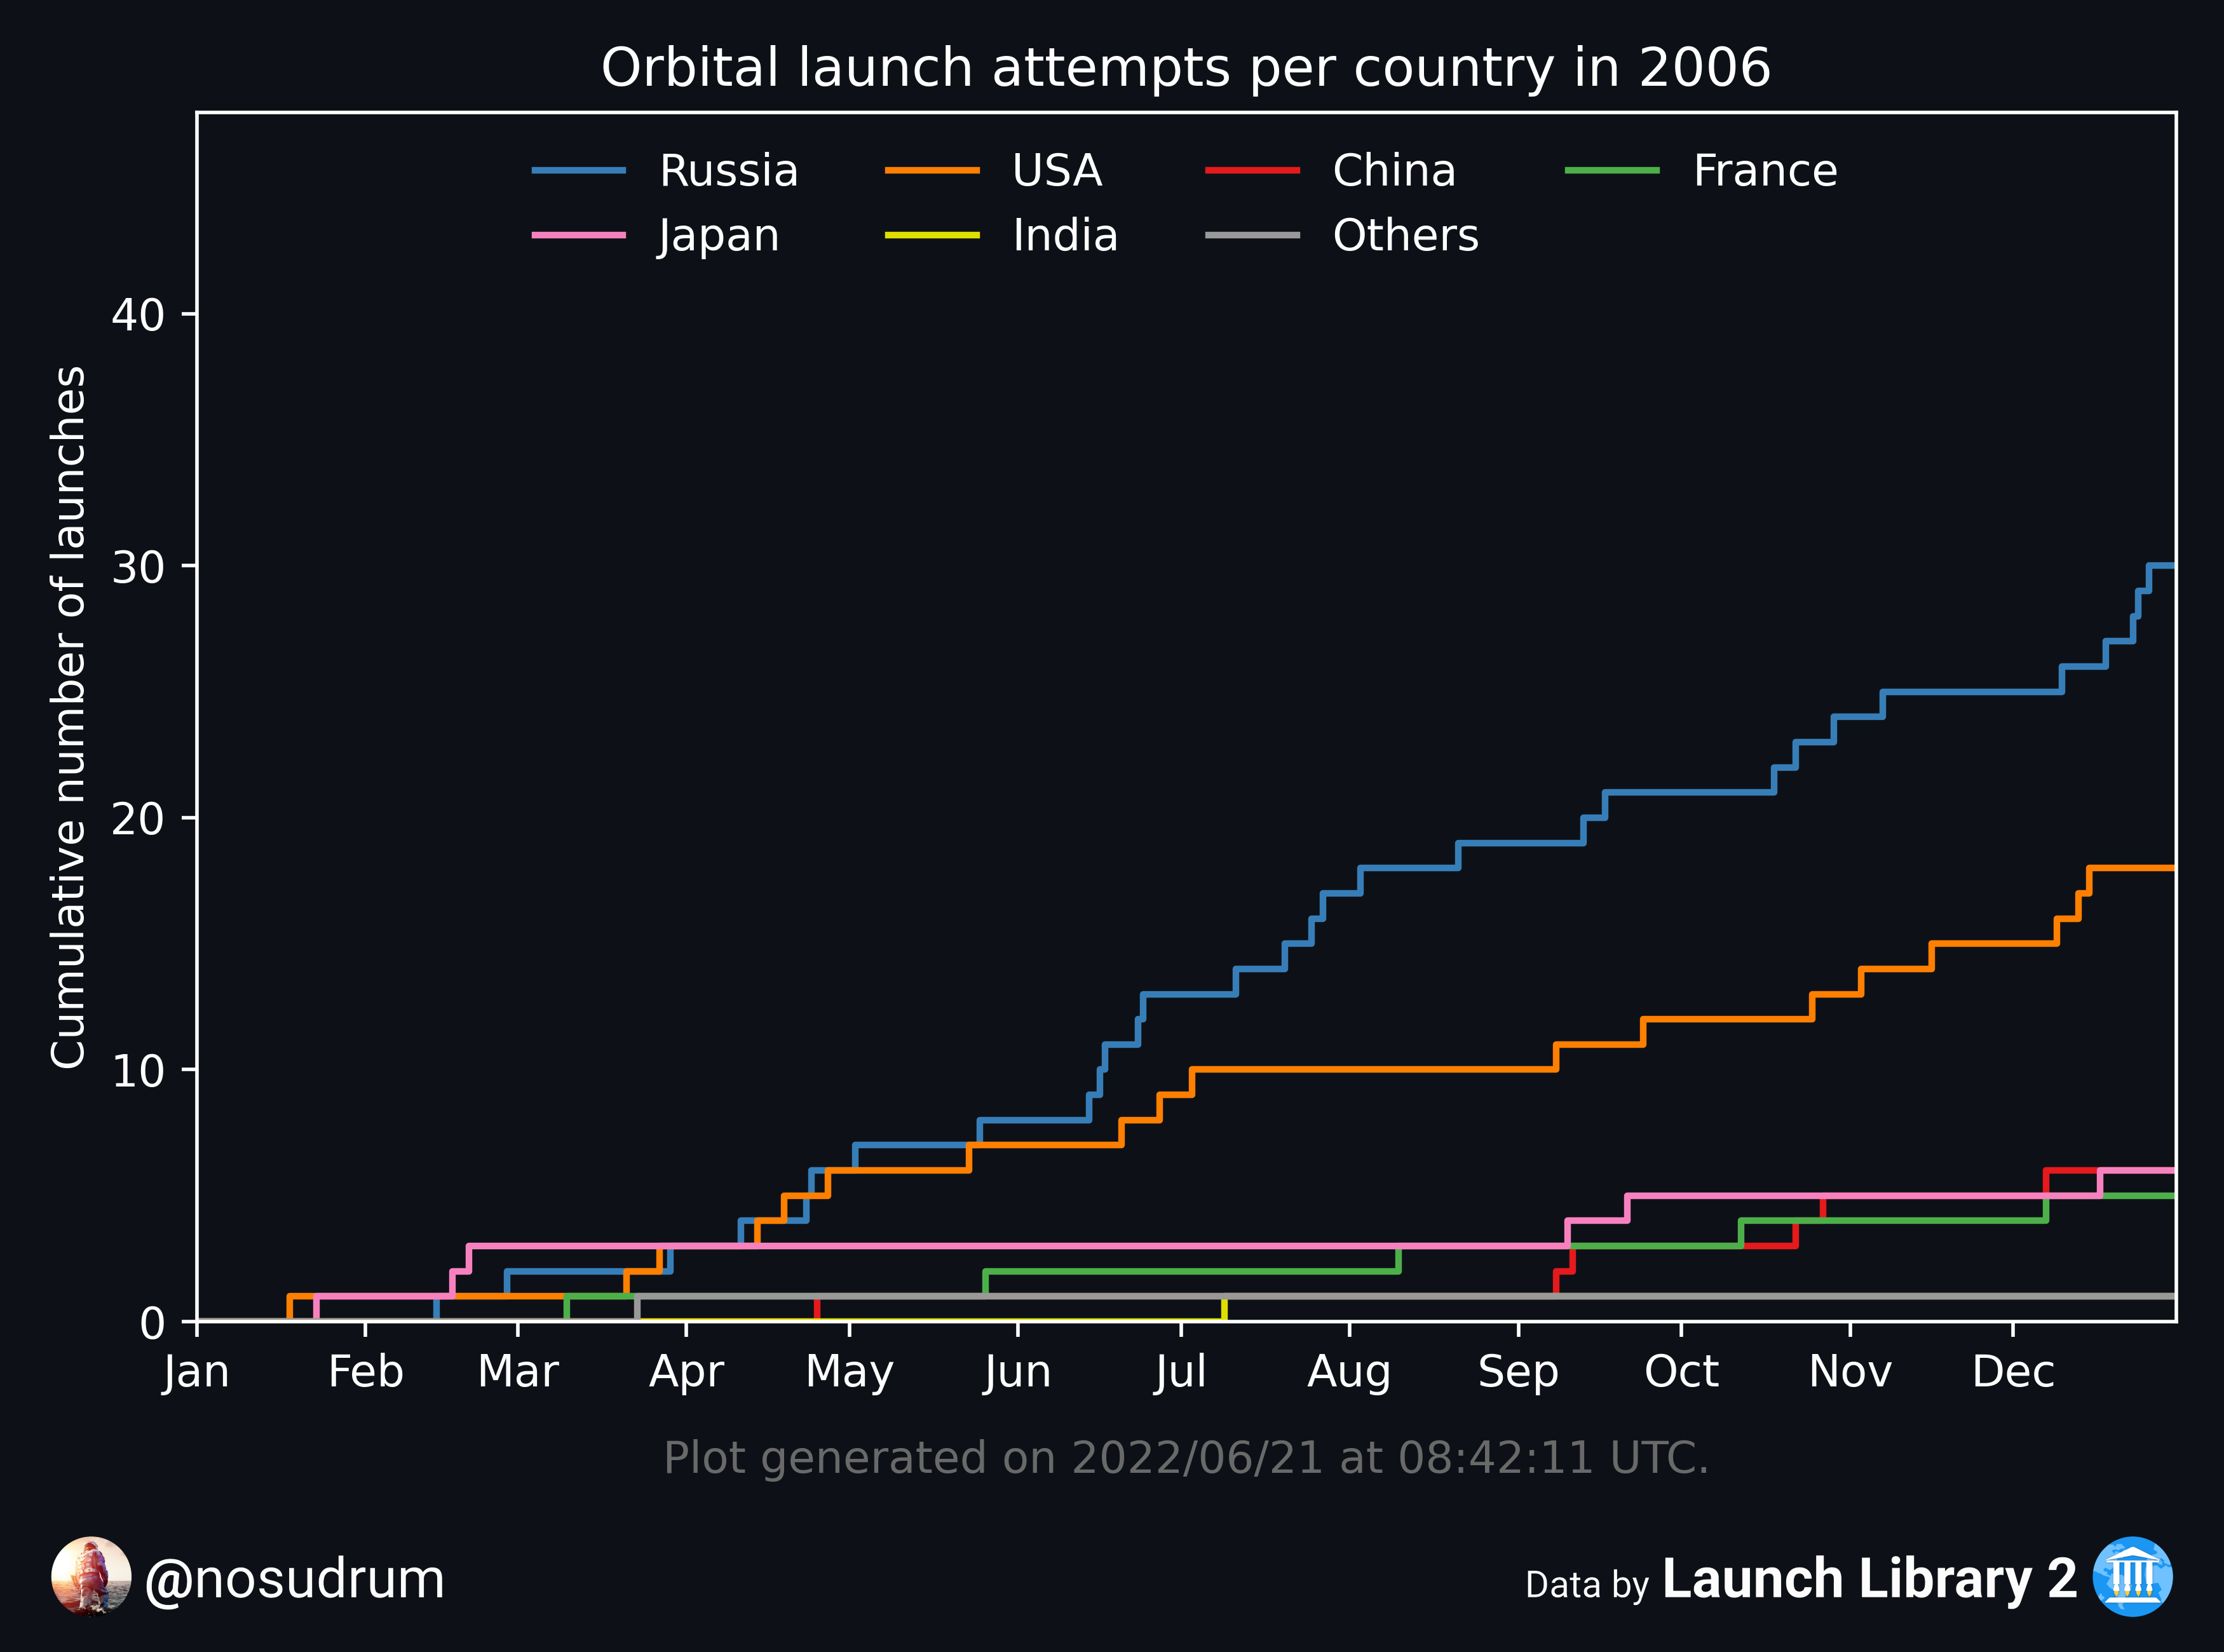 Orbital launch attempts per country in 2006
Russia USA China France
Japan India Others
Cumulative number of launches
40
30
20
10
0
Jan Feb Mar Apr May Jun Jul Aug Sep Oct Nov Dec
Plot generated on 2022/06/21 at 08:42:11 UTC.
@nosudrum
Data by Launch Library 2